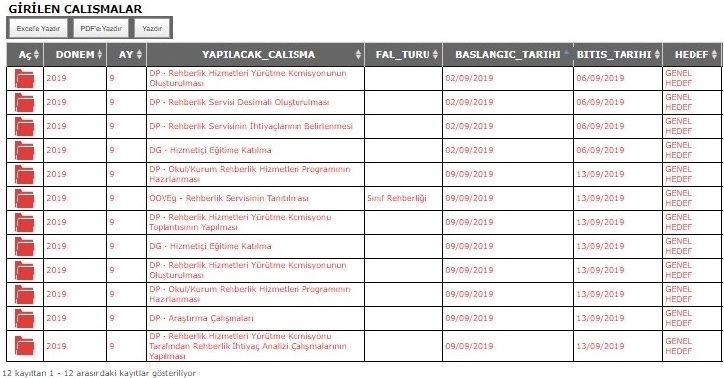 GİRİLEN ÇALIŞMALAR
Excel'e Yazdır PDF'e Yazdır Yazdır
Aç DONEM AY YAPILACAK_CALISMA FAL_TURU BASLANGIC_TARIHI BITIS_TARIHI HEDEF
2019 9 DP - Rehberlik Hizmetleri Yürütme Komisyonunun Oluşturulması 02/09/2019 06/09/2019 GENEL HEDEF
2019 9 DP - Rehberlik Servisi Desimali Oluşturulması 02/09/2019 06/09/2019 GENEL HEDEF
2019 9 DP - Rehberlik Servisinin İhtiyaçlarının Belirlenmesi 02/09/2019 06/09/2019 GENEL HEDEF
2019 9 DG - Hizmetiçi Eğitime Katılma 02/09/2019 06/09/2019 GENEL HEDEF
2019 9 DP - Okul/Kurum Rehberlik Hizmetleri Programının Hazırlanması 09/09/2019 13/09/2019 GENEL HEDEF
2019 9 OOYEg - Rehberlik Servisinin Tanıtılması Sınıf Rehberliği 09/09/2019 13/09/2019 GENEL HEDEF
2019 9 DP - Rehberlik Hizmetleri Yürütme Komisyonu Toplantısının Yapılması 09/09/2019 13/09/2019 GENEL HEDEF
2019 9 DG - Hizmetiçi Eğitime Katılma 09/09/2019 13/09/2019 GENEL HEDEF
2019 9 DP - Rehberlik Hizmetleri Yürütme Komisyonunun Oluşturulması 09/09/2019 13/09/2019 GENEL HEDEF
2019 9 DP - Okul/Kurum Rehberlik Hizmetleri Programının Hazırlanması 09/09/2019 13/09/2019 GENEL HEDEF
2019 9 DP - Araştırma Çalışmaları 09/09/2019 13/09/2019 GENEL HEDEF
2019 9 DP - Rehberlik Hizmetleri Yürütme Komisyonu Tarafından Rehberlik İhtiyaç Analizi Çalışmalarının Yapılması 09/09/2019 13/09/2019 GENEL HEDEF
12 kayıttan 1 - 12 arasındaki kayıtlar gösteriliyor